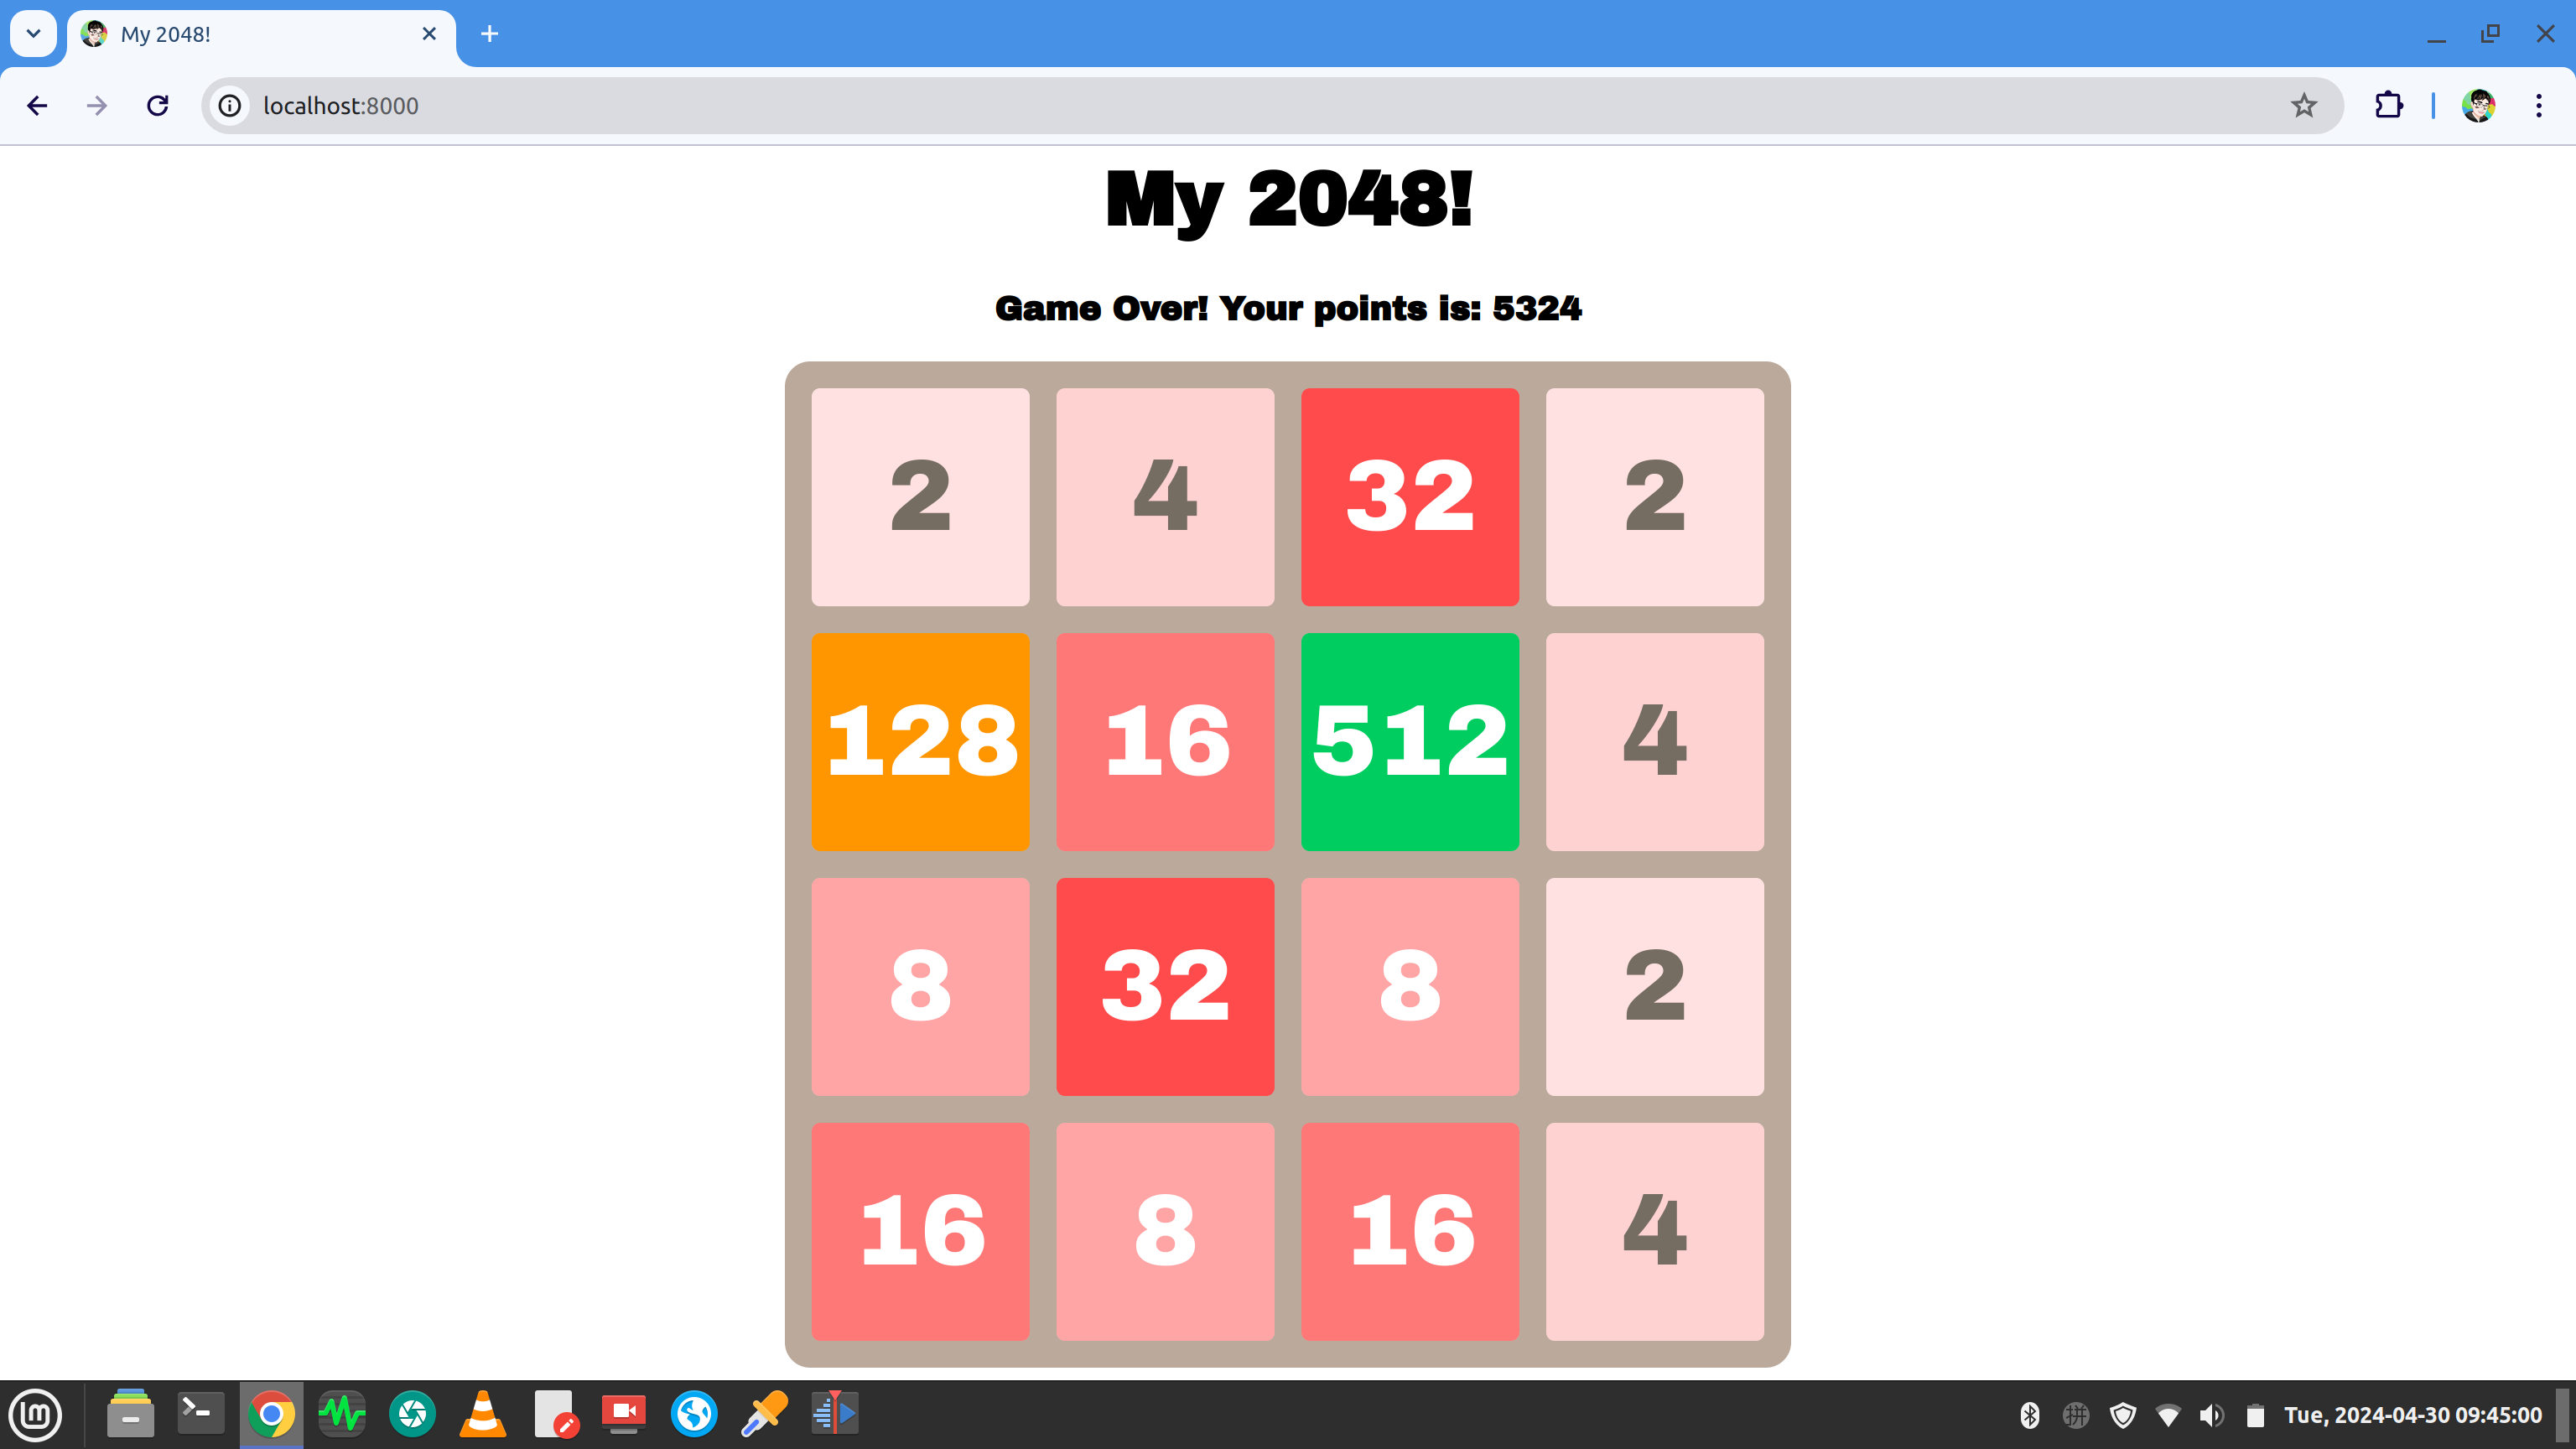 My 2048!
localhost:8000
My 2048!
Game Over! Your points is: 5324
2 4 32 2
128 16 512 4
8 32 8 2
16 8 16 4
拼 Tue, 2024-04-30 09:45:00